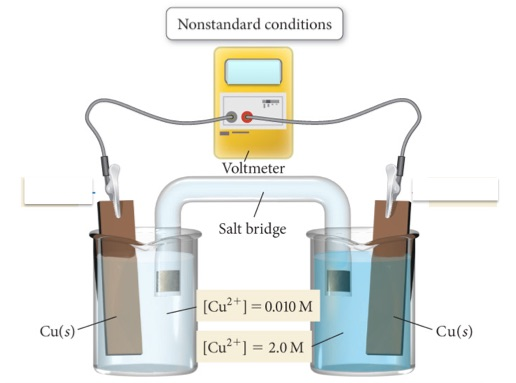 Nonstandard conditions
Voltmeter
Salt bridge
[Cu²⁺] = 0.010 M
Cu(s)
Cu(s)
[Cu²⁺] = 2.0 M